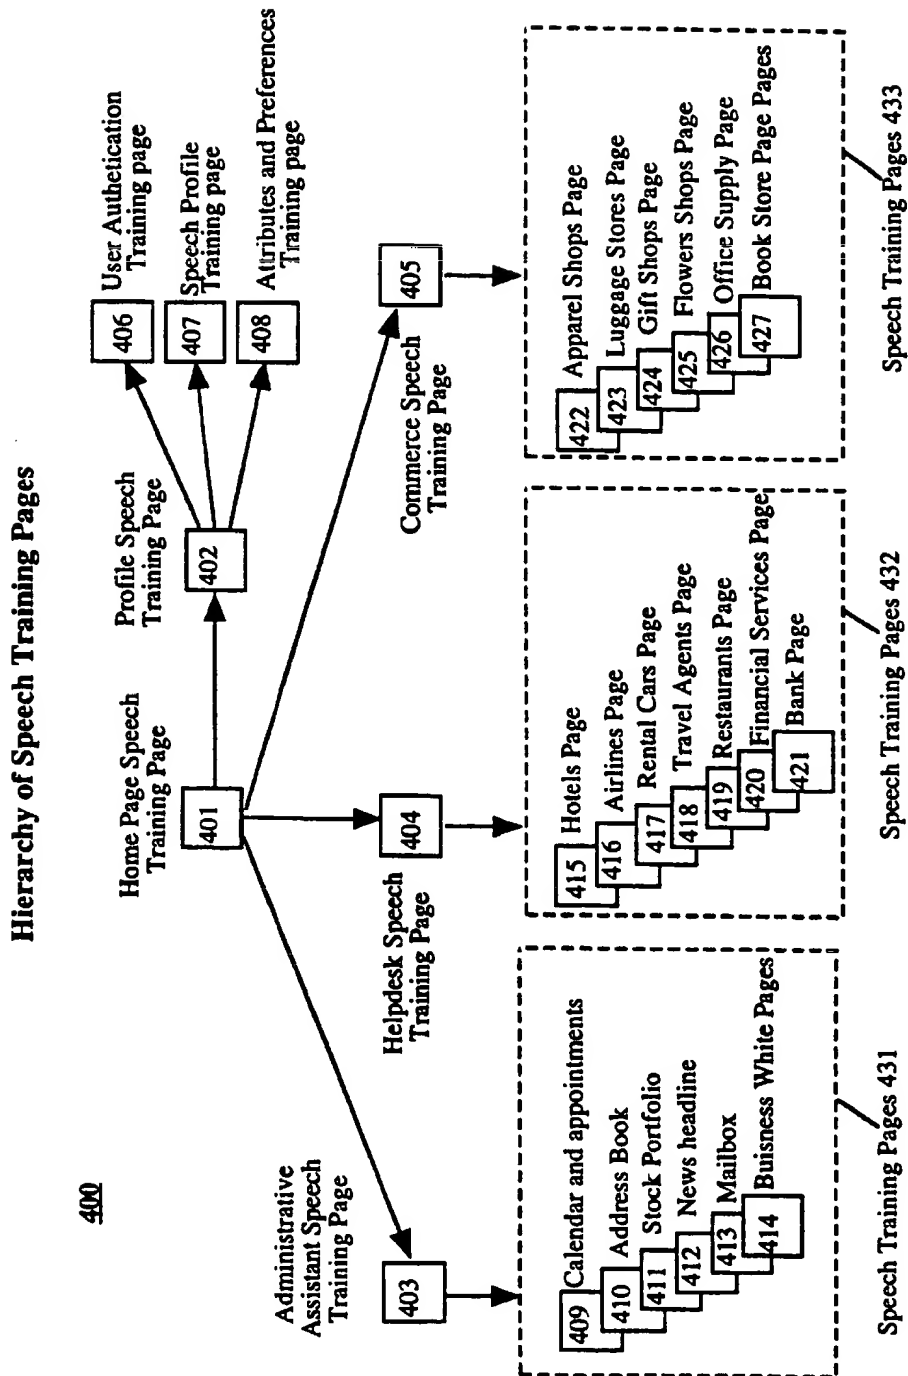 Hierarchy of Speech Training Pages
400
User Authetication
Training page
406
Speech Profile
Training page
407
Attributes and Preferences
Training page
408
Profile Speech
Training Page
402
Home Page Speech
Training Page
401
Administrative
Assistant Speech
Training Page
403
Helpdesk Speech
Training Page
404
Commerce Speech
Training Page
405
409 Calendar and appointments
410 Address Book
411 Stock Portfolio
412 News headline
413 Mailbox
414 Buisness White Pages
Speech Training Pages 431
415 Hotels Page
416 Airlines Page
417 Rental Cars Page
418 Travel Agents Page
419 Restaurants Page
420 Financial Services Page
421 Bank Page
Speech Training Pages 432
422 Apparel Shops Page
423 Luggage Stores Page
424 Gift Shops Page
425 Flowers Shops Page
426 Office Supply Page
427 Book Store Page Pages
Speech Training Pages 433